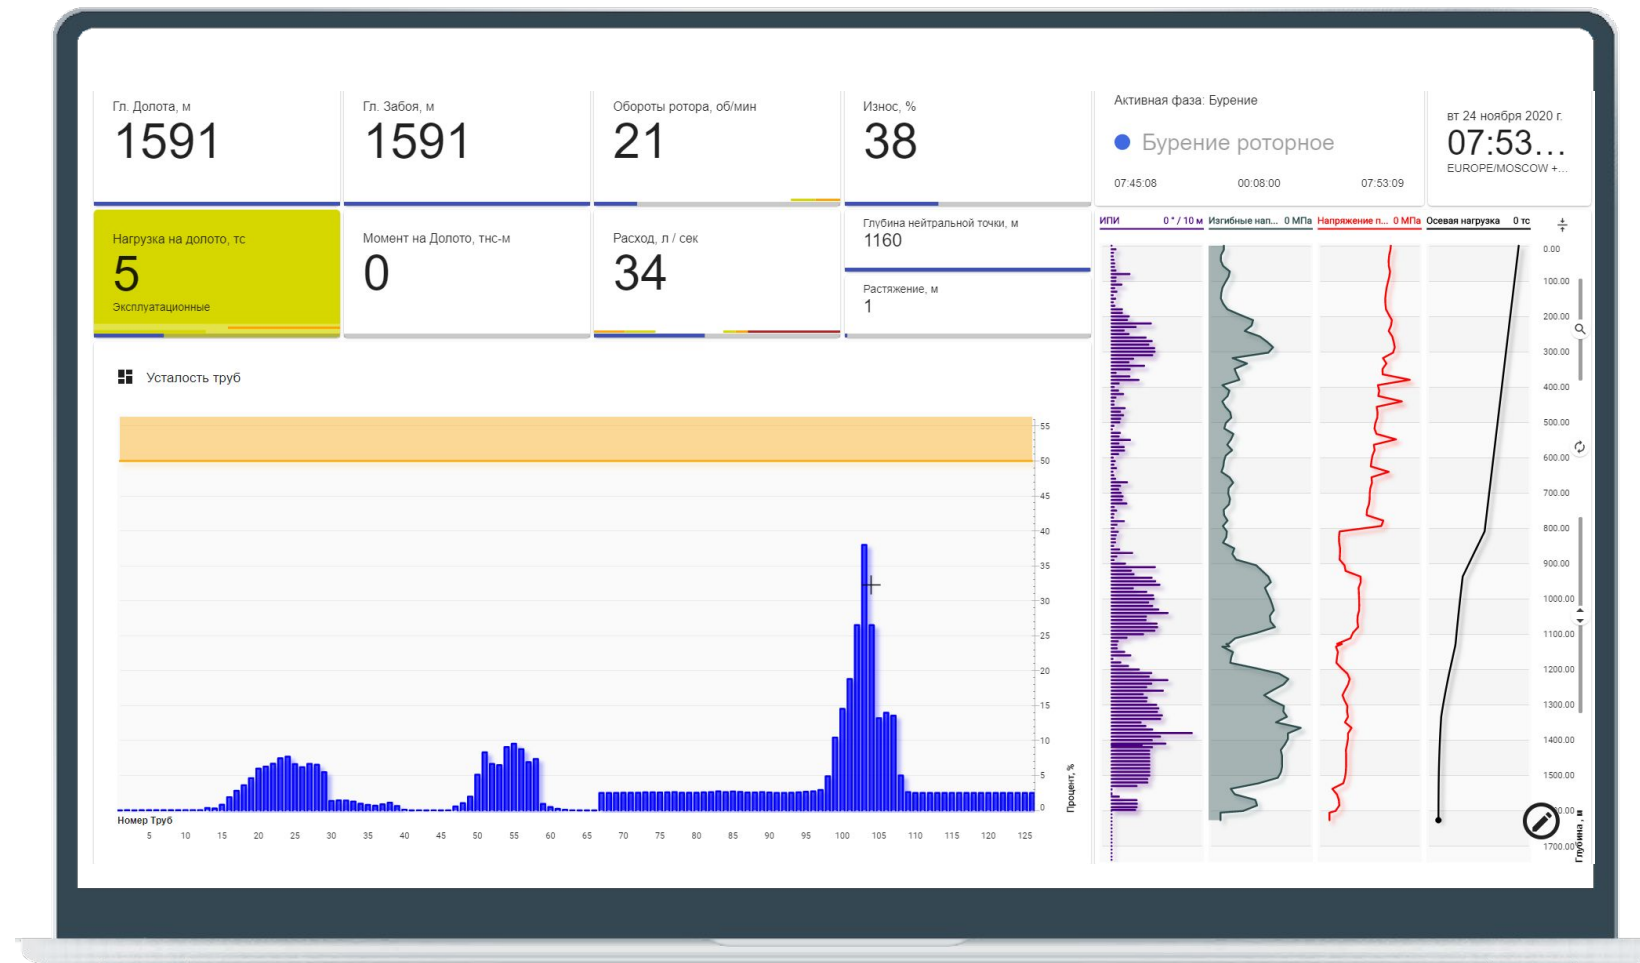 Гл. Долота, м
1591
Гл. Забоя, м
1591
Обороты ротора, об/мин
21
Износ, %
38
Активная фаза: Бурение
Бурение роторное
07:45:08 00:08:00 07:53:09
вт 24 ноября 2020 г.
07:53...
EUROPE/MOSCOW +...
Нагрузка на долото, тс
5
Эксплуатационные
Момент на Долото, тнс-м
0
Расход, л / сек
34
Глубина нейтральной точки, м
1160
Растяжение, м
1
ИПИ 0 ° / 10 м
Изгибные нап... 0 МПа
Напряжение п... 0 МПа
Осевая нагрузка 0 тс
Усталость труб
55
50
45
40
35
30
25
20
15
10
5
0
Процент, %
Номер Труб
5 10 15 20 25 30 35 40 45 50 55 60 65 70 75 80 85 90 95 100 105 110 115 120 125
0.00
100.00
200.00
300.00
400.00
500.00
600.00
700.00
800.00
900.00
1000.00
1100.00
1200.00
1300.00
1400.00
1500.00
1700.00
Глубина, м